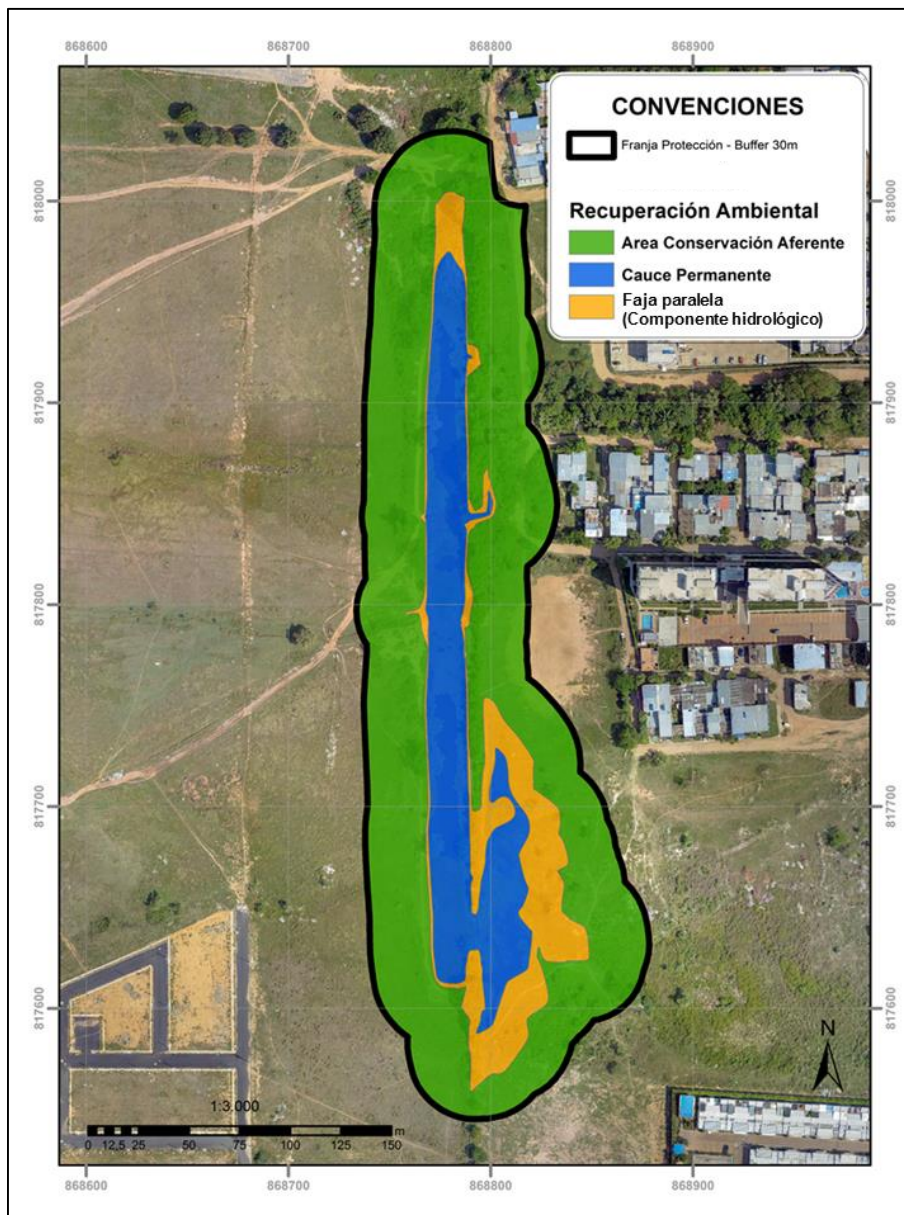 868600
868700
868800
868900
818000
817900
817800
817700
817600
818000
817900
817800
817700
817600
CONVENCIONES
Franja Protección - Buffer 30m
Recuperación Ambiental
Area Conservación Aferente
Cauce Permanente
Faja paralela
(Componente hidrológico)
N
1:3.000
0 12,5 25 50 75 100 125 150
m
868600
868700
868800
868900